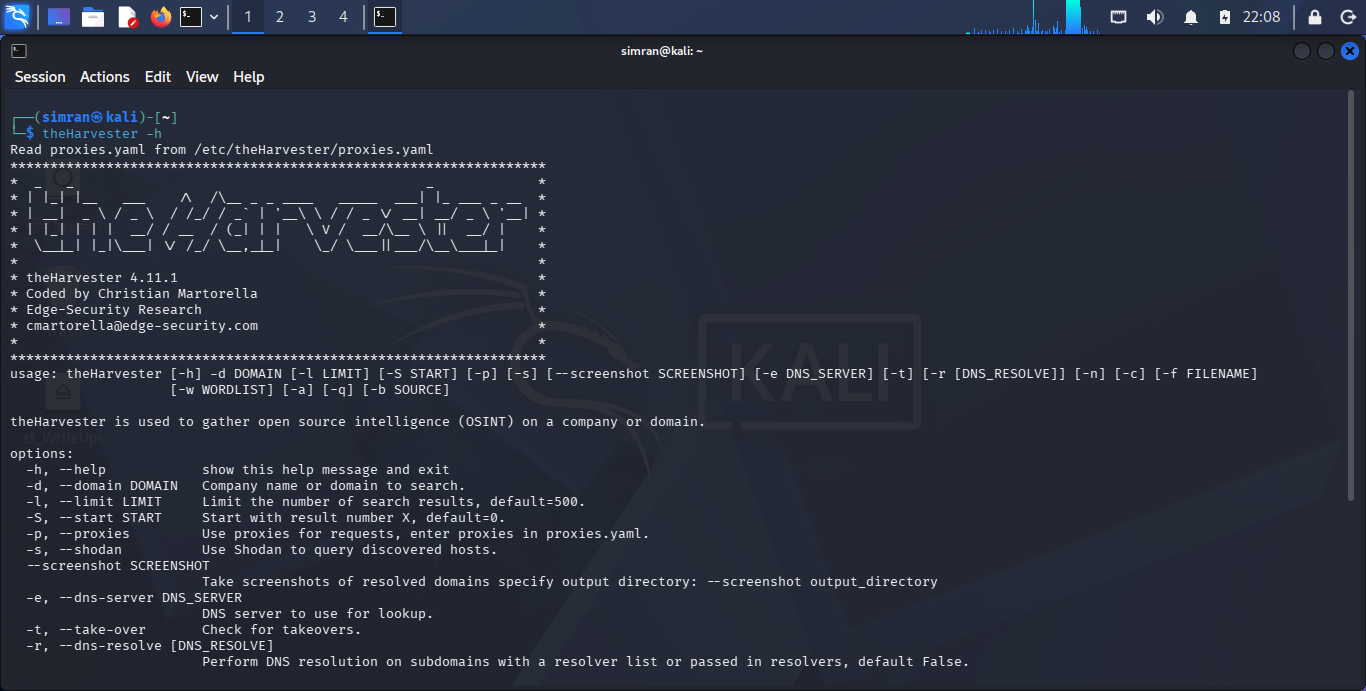 1 2 3 4 22:08
simran@kali: ~
Session Actions Edit View Help
┌──(simran㉿kali)-[~]
└─$ theHarvester -h
Read proxies.yaml from /etc/theHarvester/proxies.yaml
*******************************************************************
* theHarvester *
* *
* theHarvester 4.11.1 *
* Coded by Christian Martorella *
* Edge-Security Research *
* cmartorella@edge-security.com *
* *
*******************************************************************
usage: theHarvester [-h] -d DOMAIN [-l LIMIT] [-S START] [-p] [-s] [--screenshot SCREENSHOT] [-e DNS_SERVER] [-t] [-r [DNS_RESOLVE]] [-n] [-c] [-f FILENAME]
[-w WORDLIST] [-a] [-q] [-b SOURCE]
KALI
theHarvester is used to gather open source intelligence (OSINT) on a company or domain.
sf_WriteUps
options:
-h, --help show this help message and exit
-d, --domain DOMAIN Company name or domain to search.
-l, --limit LIMIT Limit the number of search results, default=500.
-S, --start START Start with result number X, default=0.
-p, --proxies Use proxies for requests, enter proxies in proxies.yaml.
-s, --shodan Use Shodan to query discovered hosts.
--screenshot SCREENSHOT
Take screenshots of resolved domains specify output directory: --screenshot output_directory
-e, --dns-server DNS_SERVER
DNS server to use for lookup.
-t, --take-over Check for takeovers.
-r, --dns-resolve [DNS_RESOLVE]
Perform DNS resolution on subdomains with a resolver list or passed in resolvers, default False.